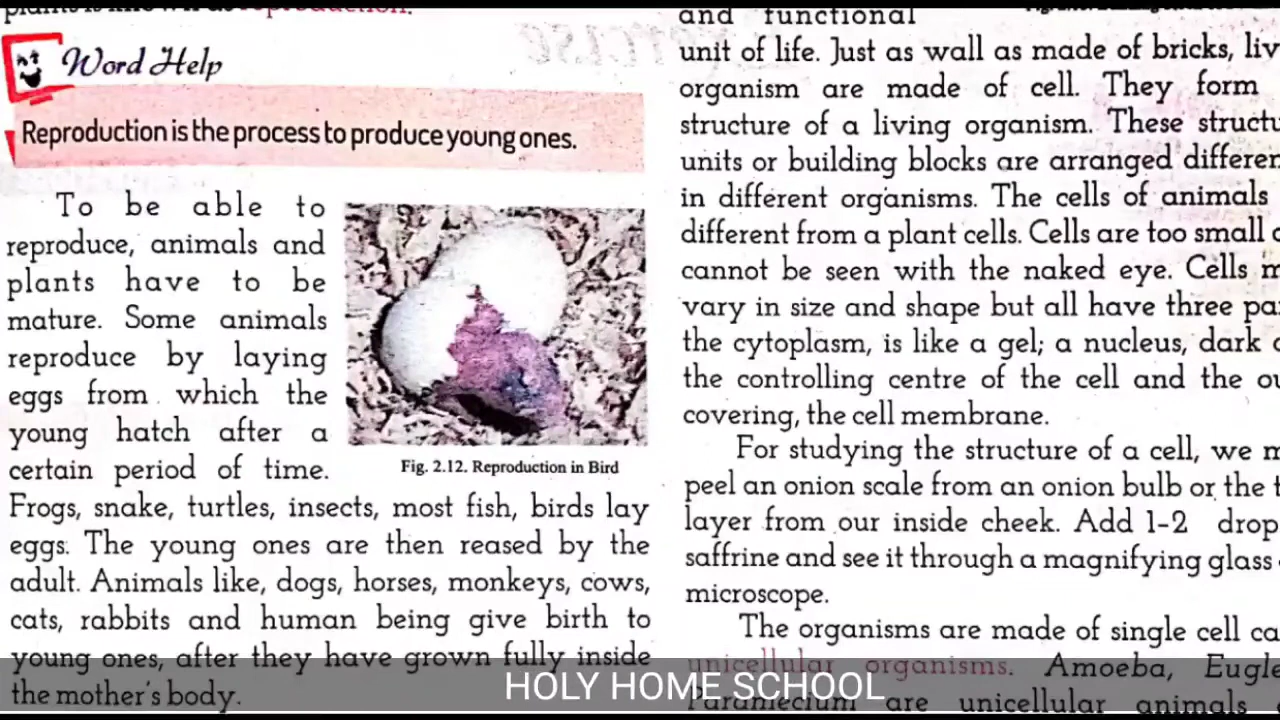 plants is known as reproduction.
Word Help
Reproduction is the process to produce young ones.
To be able to
reproduce, animals and
plants have to be
mature. Some animals
reproduce by laying
eggs from which the
young hatch after a
certain period of time.
Fig. 2.12. Reproduction in Bird
Frogs, snake, turtles, insects, most fish, birds lay
eggs. The young ones are then reased by the
adult. Animals like, dogs, horses, monkeys, cows,
cats, rabbits and human being give birth to
young ones, after they have grown fully inside
the mother's body.
and functional
unit of life. Just as wall as made of bricks, liv
organism are made of cell. They form
structure of a living organism. These structu
units or building blocks are arranged differen
in different organisms. The cells of animals
different from a plant cells. Cells are too small
cannot be seen with the naked eye. Cells m
vary in size and shape but all have three pa
the cytoplasm, is like a gel; a nucleus, dark
the controlling centre of the cell and the ou
covering, the cell membrane.
For studying the structure of a cell, we m
peel an onion scale from an onion bulb or the t
layer from our inside cheek. Add 1-2 drop
saffrine and see it through a magnifying glass
microscope.
The organisms are made of single cell ca
unicellular organisms. Amoeba, Eugle
Paramecium are unicellular animals
HOLY HOME SCHOOL